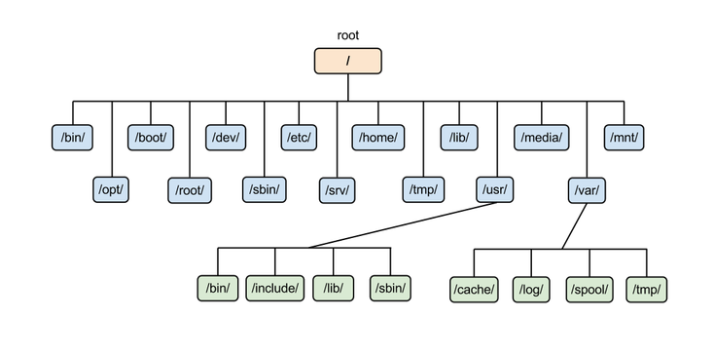 root
/
/bin/ /boot/ /dev/ /etc/ /home/ /lib/ /media/ /mnt/
/opt/ /root/ /sbin/ /srv/ /tmp/ /usr/ /var/
/bin/ /include/ /lib/ /sbin/ /cache/ /log/ /spool/ /tmp/